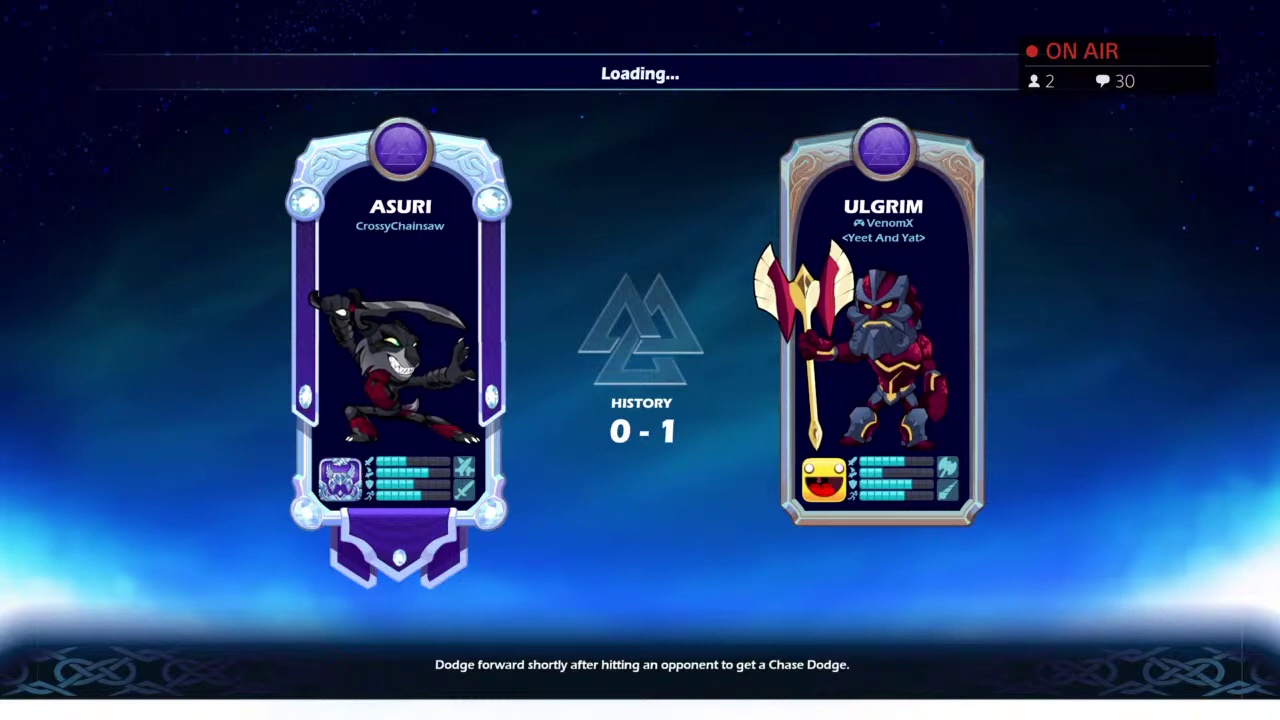 ON AIR
2 30
Loading...
ASURI
CrossyChainsaw
ULGRIM
VenomX
<Yeet And Yat>
HISTORY
0 - 1
Dodge forward shortly after hitting an opponent to get a Chase Dodge.